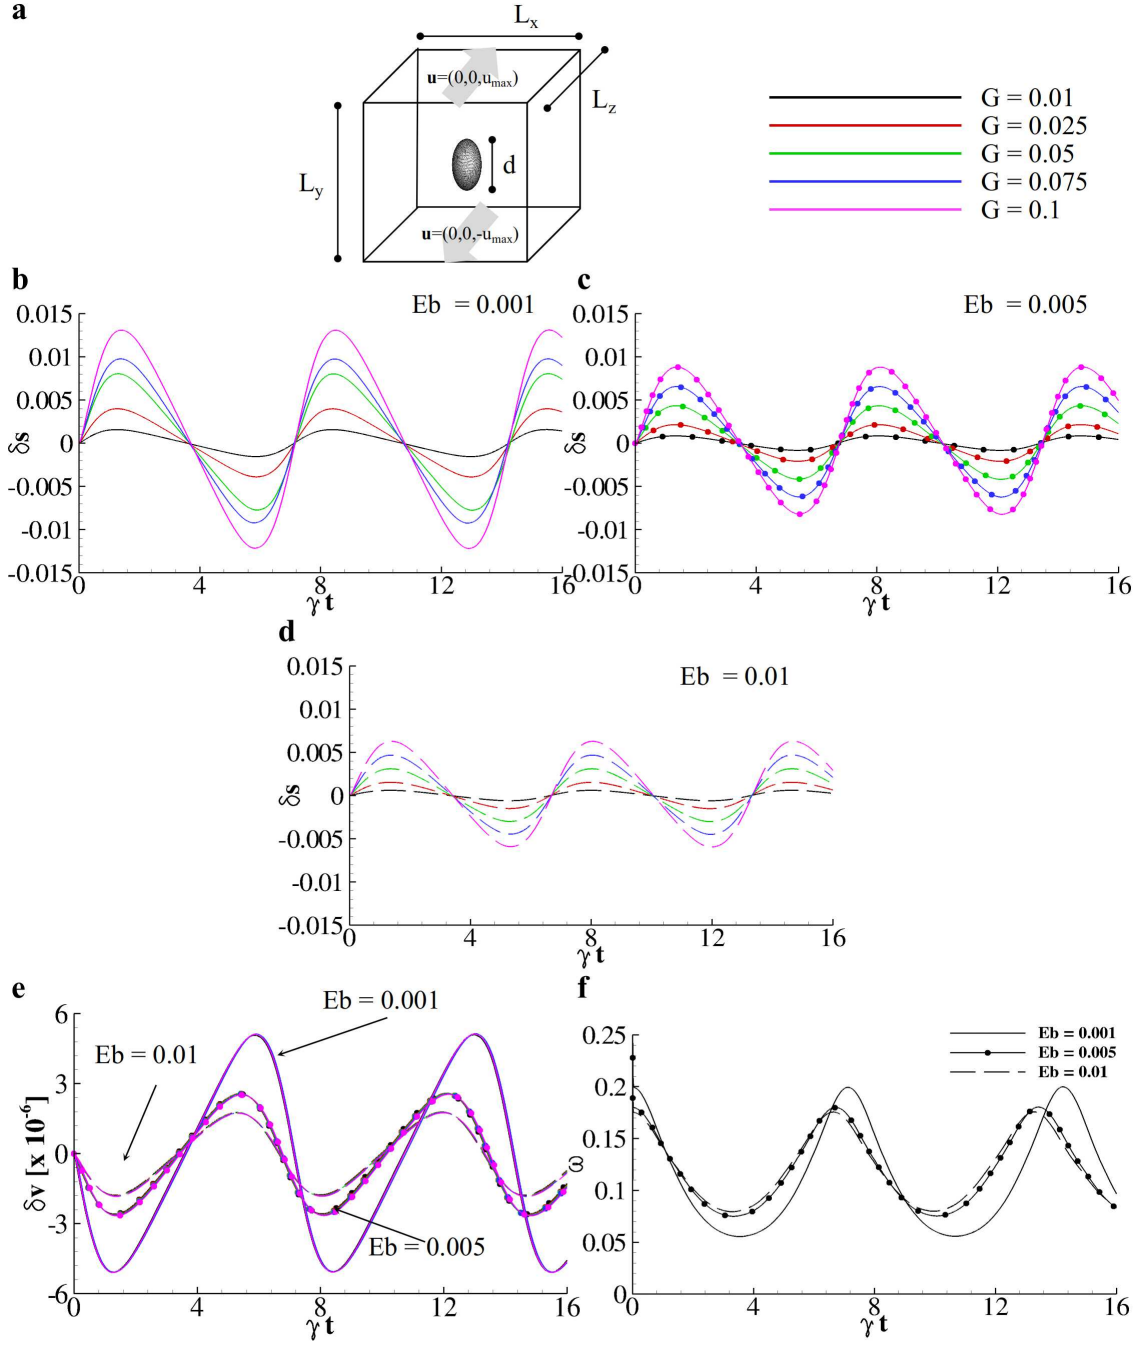 a
Lx
u=(0,0,umax)
Lz
Ly
d
u=(0,0,-umax)
G = 0.01
G = 0.025
G = 0.05
G = 0.075
G = 0.1
b
Eb = 0.001
0.015
0.01
0.005
0
-0.005
-0.01
-0.015
δs
0 4 8 12 16
γ t
c
Eb = 0.005
0.015
0.01
0.005
0
-0.005
-0.01
-0.015
δs
0 4 8 12 16
γ t
d
Eb = 0.01
0.015
0.01
0.005
0
-0.005
-0.01
-0.015
δs
0 4 8 12 16
γ t
e
Eb = 0.001
Eb = 0.01
Eb = 0.005
6
3
0
-3
-6
δv [x 10-6]
0 4 8 12 16
γ t
f
Eb = 0.001
Eb = 0.005
Eb = 0.01
0.25
0.2
0.15
0.1
0.05
0
ω
0 4 8 12 16
γ t